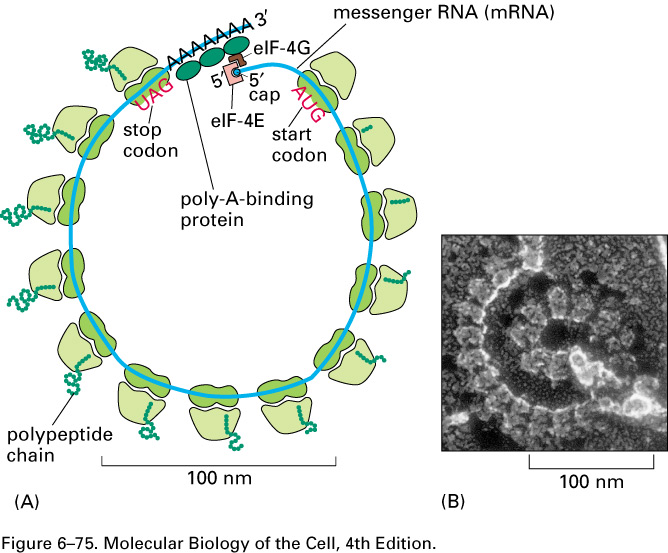 messenger RNA (mRNA)
AAAAAAA 3′
eIF-4G
5′ 5′
cap
eIF-4E
UAG
AUG
stop
codon
start
codon
poly-A-binding
protein
polypeptide
chain
100 nm
100 nm
(A)
(B)
Figure 6–75. Molecular Biology of the Cell, 4th Edition.